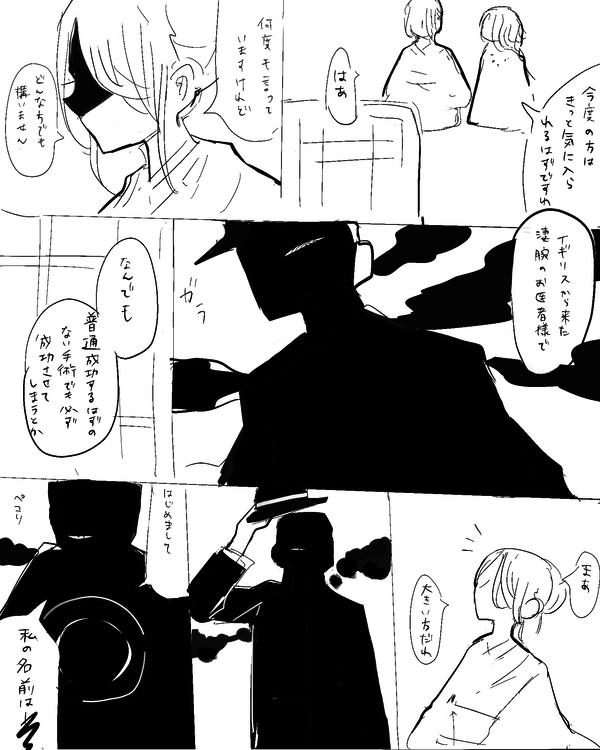 今度の方は
きっと気に入ら
れるはずですわ
はあ
何度も言って
いますけれど
どんな方でも
構いません
イギリスから来た
凄腕のお医者様で
ガラ
なんでも
普通成功するはずの
ない手術でも必ず
成功させて
しまうとか
まあ
大きい方だわ
はじめまして
ペコリ
私の名前は